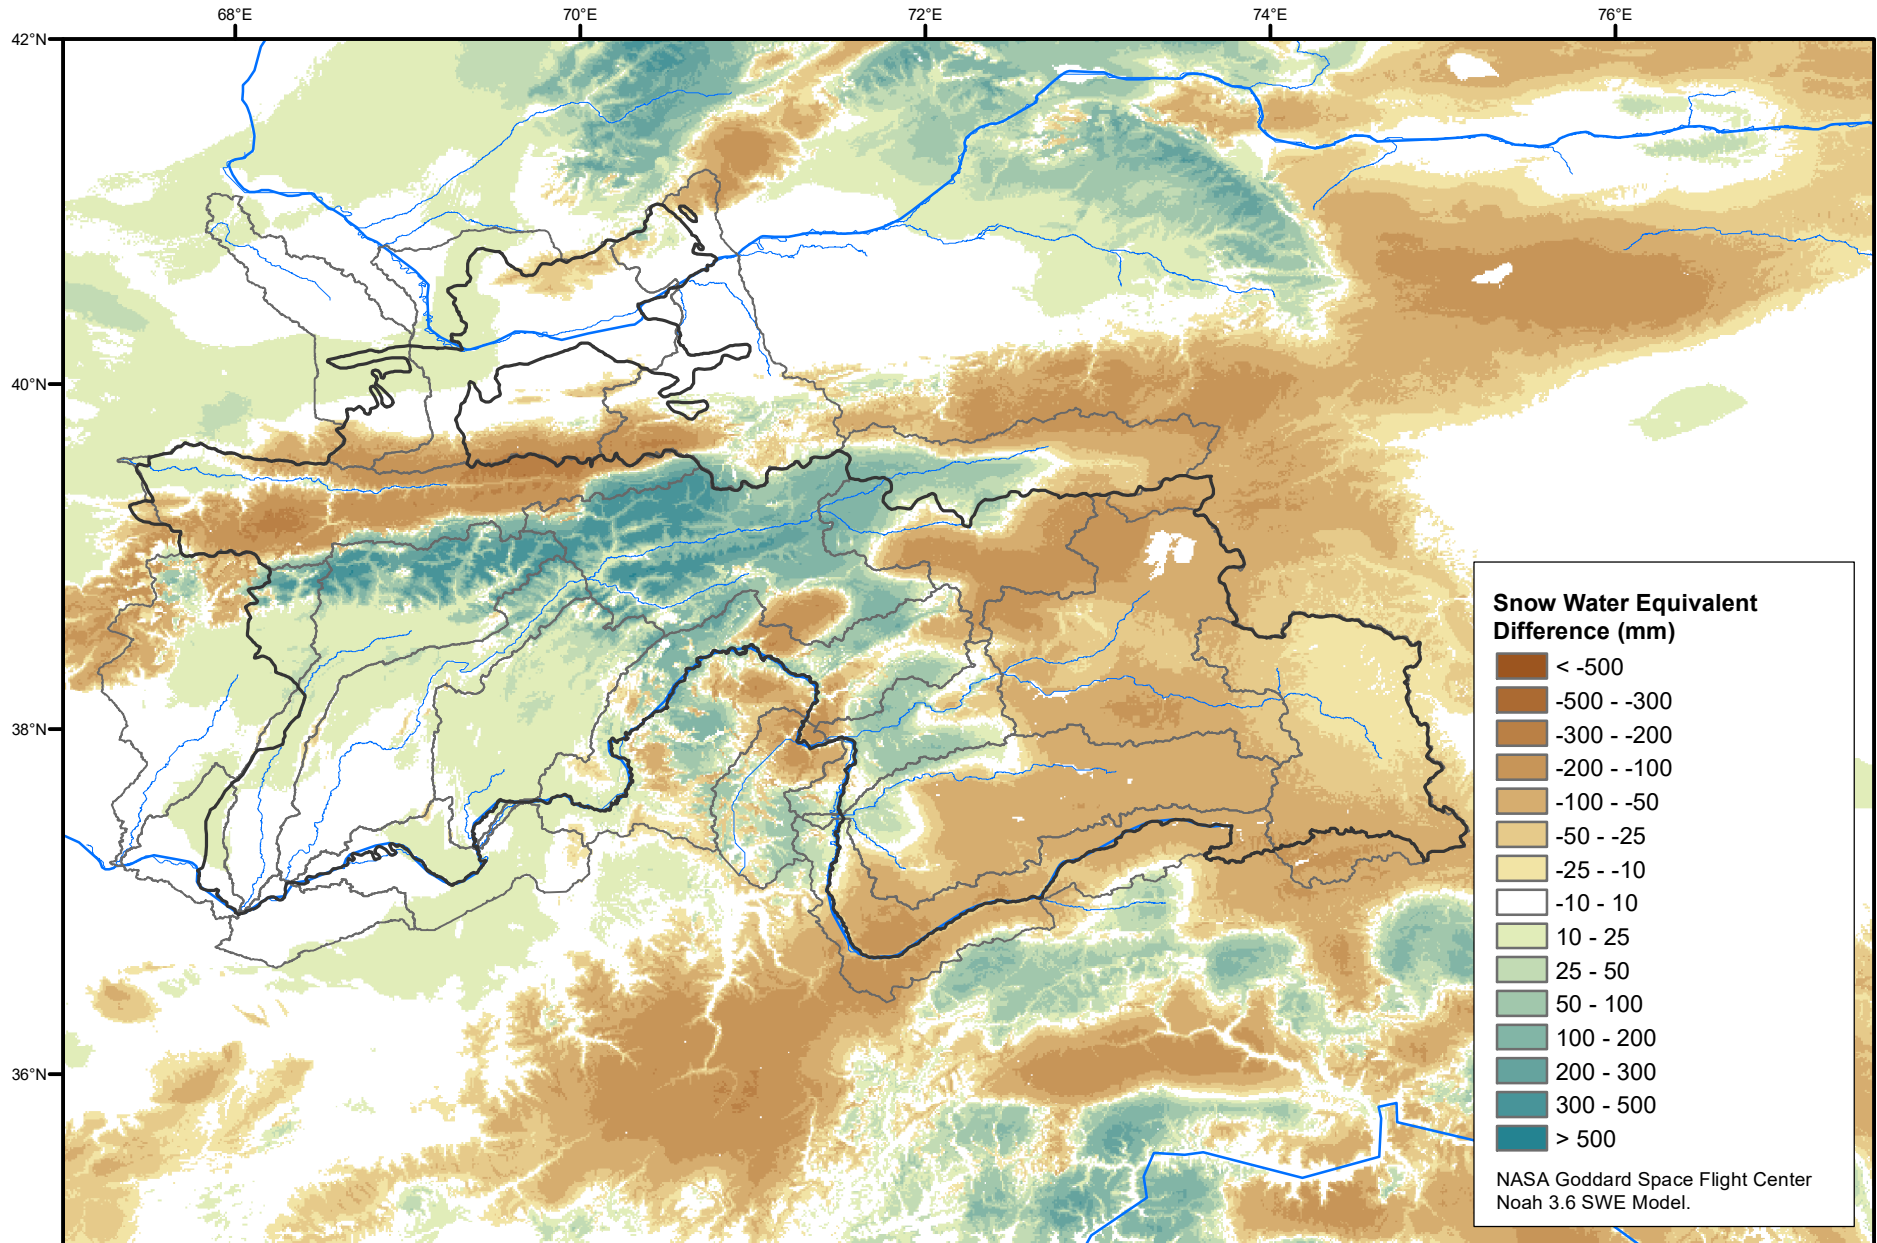 68°E
70°E
72°E
74°E
76°E
42°N
40°N
38°N
36°N
Snow Water Equivalent
Difference (mm)
< -500
-500 - -300
-300 - -200
-200 - -100
-100 - -50
-50 - -25
-25 - -10
-10 - 10
10 - 25
25 - 50
50 - 100
100 - 200
200 - 300
300 - 500
> 500
NASA Goddard Space Flight Center
Noah 3.6 SWE Model.